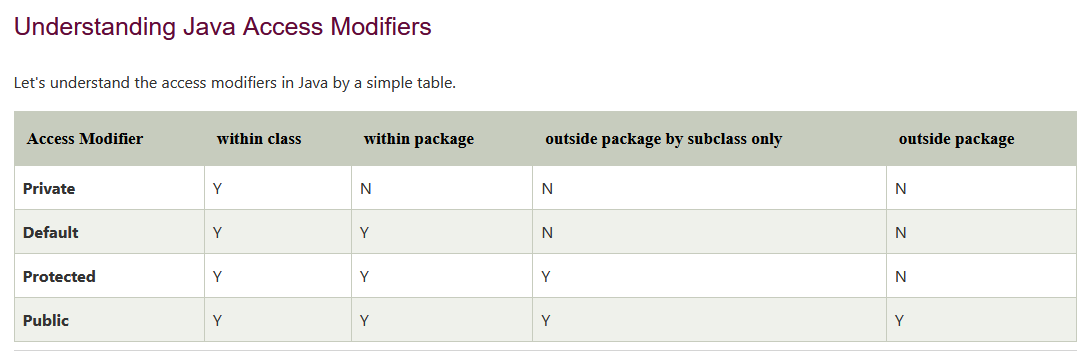 Understanding Java Access Modifiers
Let's understand the access modifiers in Java by a simple table.
Access Modifier within class within package outside package by subclass only outside package
Private Y N N N
Default Y Y N N
Protected Y Y Y N
Public Y Y Y Y